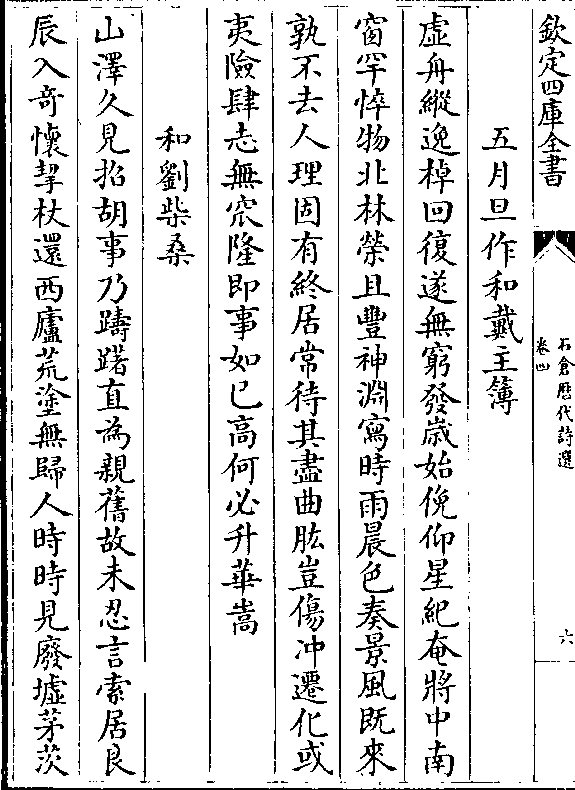 欽定四庫全書
石倉歴代詩選
卷四
六
五月旦作和戴主簿
虛舟縱逸棹回復遂無窮發歲始俛仰星紀奄將中南
窗罕悴物北林榮且豐神淵寫時雨晨色奏景風既來
孰不去人理固有終居常待其盡曲肱豈傷冲遷化或
夷險肆志無窊隆即事如已高何必升華嵩
和劉柴桑
山澤久見招胡事乃躊躇直為親舊故未忍言索居良
辰入竒懷挈杖還西廬荒塗無歸人時時見廢墟茅茨